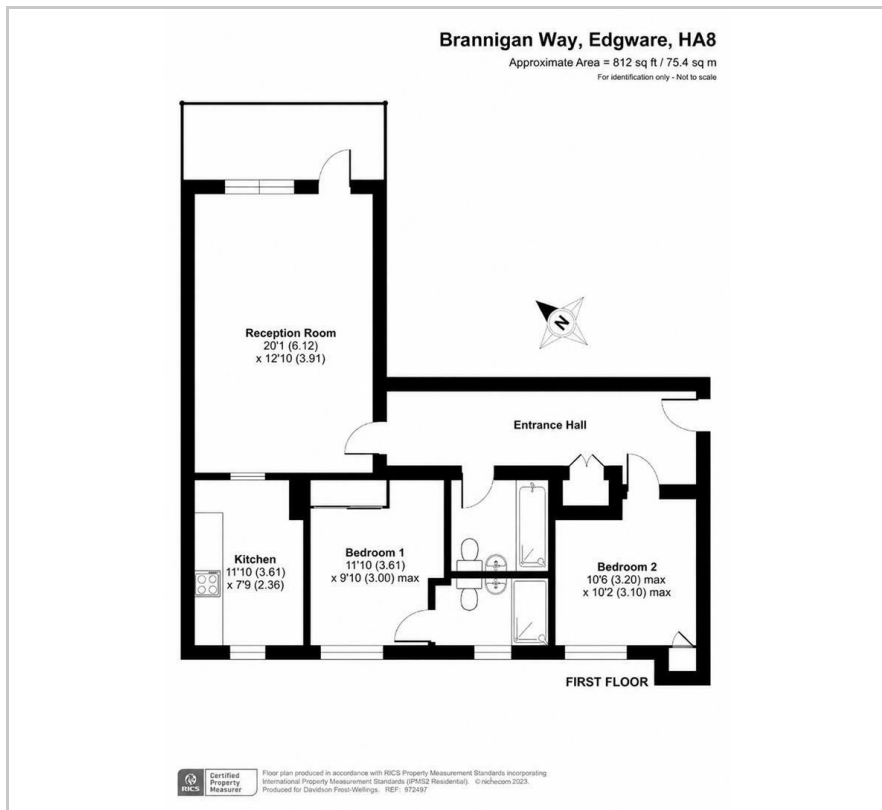 Brannigan Way, Edgware, HA8
Approximate Area = 812 sq ft / 75.4 sq m
For identification only - Not to scale
N
Reception Room
20'1 (6.12)
x 12'10 (3.91)
Entrance Hall
Kitchen
11'10 (3.61)
x 7'9 (2.36)
Bedroom 1
11'10 (3.61)
x 9'10 (3.00) max
Bedroom 2
10'6 (3.20) max
x 10'2 (3.10) max
FIRST FLOOR
RICS
Certified
Property
Measurer
Floor plan produced in accordance with RICS Property Measurement Standards incorporating
International Property Measurement Standards (IPMS2 Residential). © nichecom 2023.
Produced for Davidson Frost-Wellings. REF: 972497